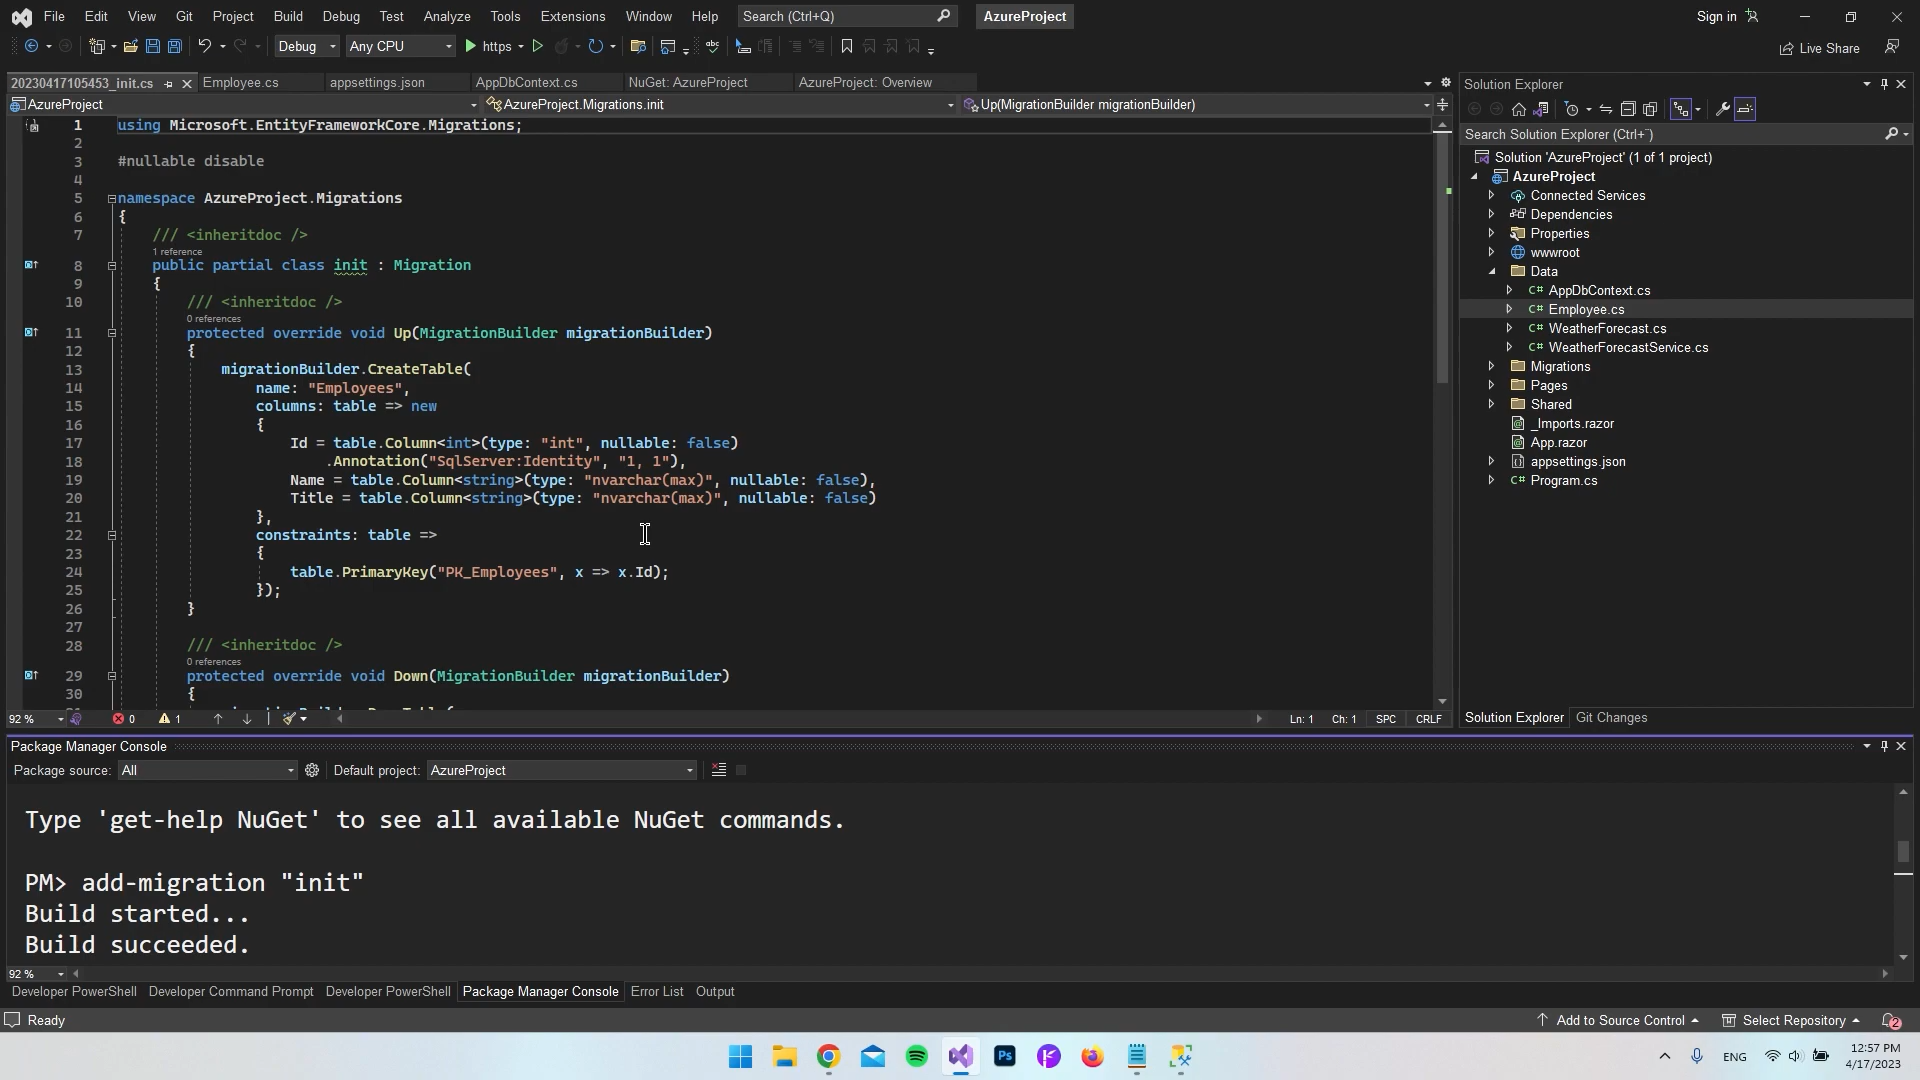 File Edit View Git Project Build Debug Test Analyze Tools Extensions Window Help Search (Ctrl+Q) AzureProject Sign in
Debug Any CPU https Live Share
20230417105453_init.cs Employee.cs appsettings.json AppDbContext.cs NuGet: AzureProject AzureProject: Overview
AzureProject AzureProject.Migrations.init Up(MigrationBuilder migrationBuilder)
1 using Microsoft.EntityFrameworkCore.Migrations;
2
3 #nullable disable
4
5 namespace AzureProject.Migrations
6 {
7 /// <inheritdoc />
1 reference
8 public partial class init : Migration
9 {
10 /// <inheritdoc />
0 references
11 protected override void Up(MigrationBuilder migrationBuilder)
12 {
13 migrationBuilder.CreateTable(
14 name: "Employees",
15 columns: table => new
16 {
17 Id = table.Column<int>(type: "int", nullable: false)
18 .Annotation("SqlServer:Identity", "1, 1"),
19 Name = table.Column<string>(type: "nvarchar(max)", nullable: false),
20 Title = table.Column<string>(type: "nvarchar(max)", nullable: false)
21 },
22 constraints: table =>
23 {
24 table.PrimaryKey("PK_Employees", x => x.Id);
25 });
26 }
27
28 /// <inheritdoc />
0 references
29 protected override void Down(MigrationBuilder migrationBuilder)
30 {
92 % 0 1 Ln: 1 Ch: 1 SPC CRLF
Solution Explorer
Search Solution Explorer (Ctrl+¨)
Solution 'AzureProject' (1 of 1 project)
AzureProject
Connected Services
Dependencies
Properties
wwwroot
Data
C# AppDbContext.cs
C# Employee.cs
C# WeatherForecast.cs
C# WeatherForecastService.cs
Migrations
Pages
Shared
_Imports.razor
App.razor
appsettings.json
C# Program.cs
Solution Explorer Git Changes
Package Manager Console
Package source: All Default project: AzureProject
Type 'get-help NuGet' to see all available NuGet commands.
PM> add-migration "init"
Build started...
Build succeeded.
92 %
Developer PowerShell Developer Command Prompt Developer PowerShell Package Manager Console Error List Output
Ready Add to Source Control Select Repository 2
Ps ENG 12:57 PM
4/17/2023